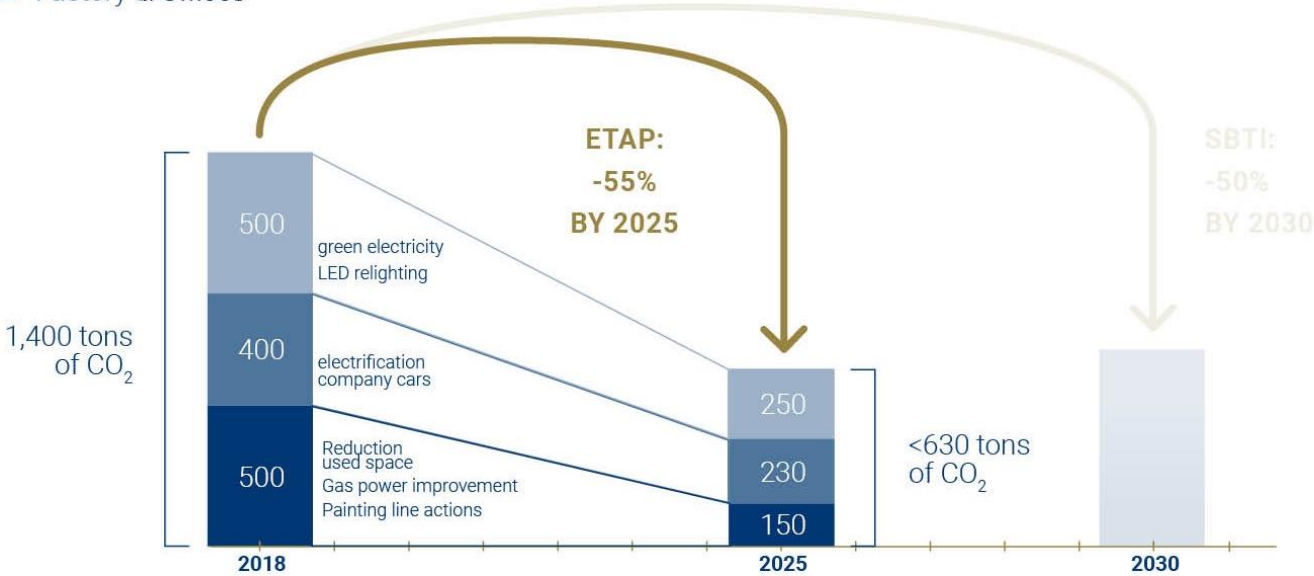 ETAP:
-55%
BY 2025
SBTI:
-50%
BY 2030
500
green electricity
LED relighting
1,400 tons
of CO₂
400
electrification
company cars
500
Reduction
used space
Gas power improvement
Painting line actions
250
230
150
<630 tons
of CO₂
2018
2025
2030